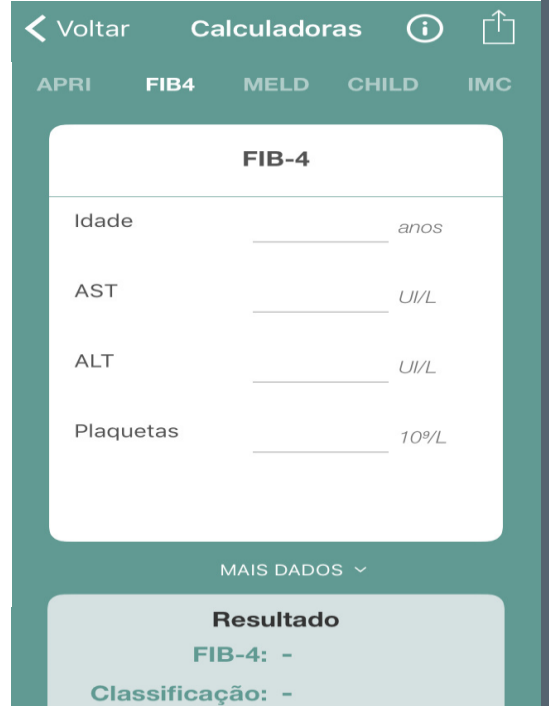 Voltar Calculadoras
APRI FIB4 MELD CHILD IMC
FIB-4
Idade anos
AST UI/L
ALT UI/L
Plaquetas 10⁹/L
MAIS DADOS
Resultado
FIB-4: -
Classificação: -